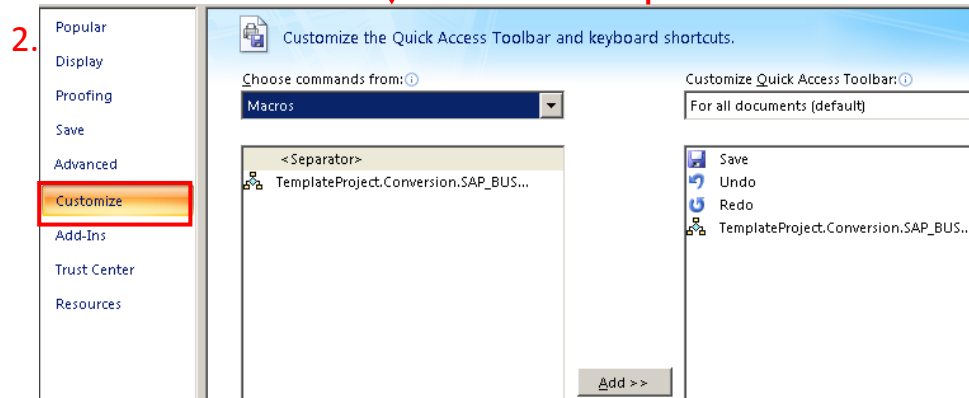 2.
Popular
Display
Proofing
Save
Advanced
Customize
Add-Ins
Trust Center
Resources
Customize the Quick Access Toolbar and keyboard shortcuts.
Choose commands from:
Macros
<Separator>
TemplateProject.Conversion.SAP_BUS...
Add >>
Customize Quick Access Toolbar:
For all documents (default)
Save
Undo
Redo
TemplateProject.Conversion.SAP_BUS..